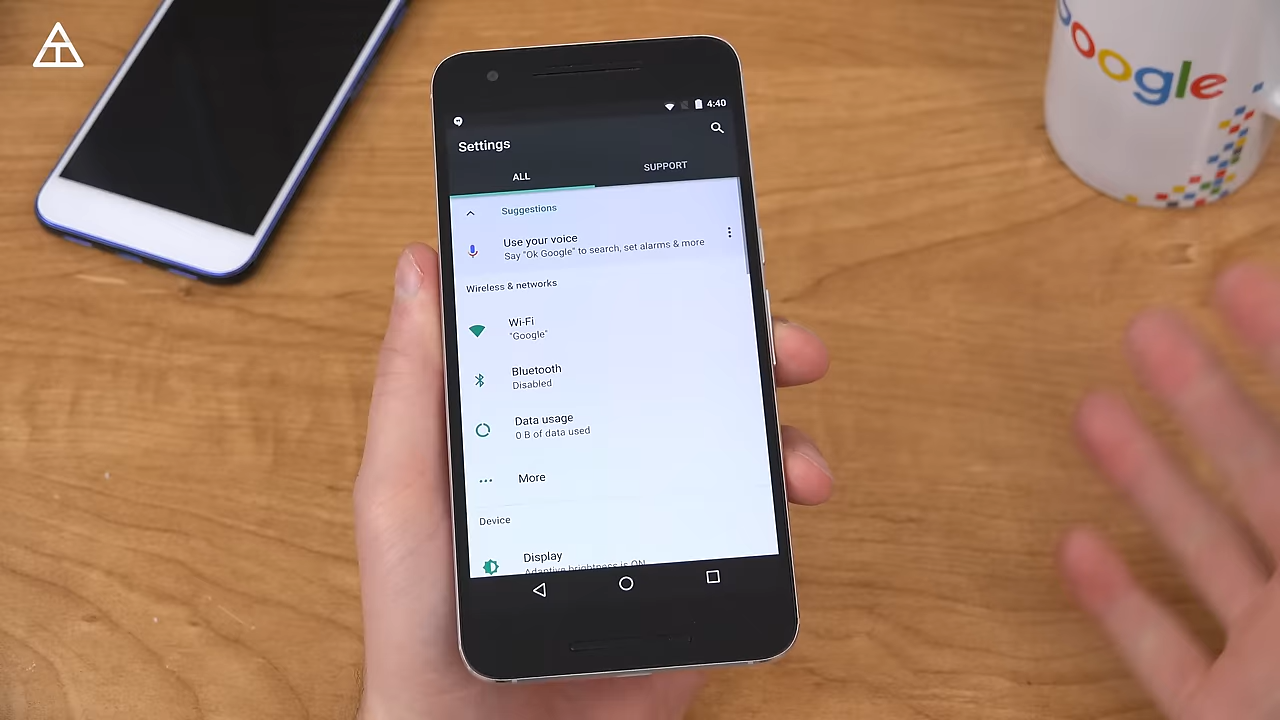 Google
4:40
Settings
ALL
SUPPORT
Suggestions
Use your voice
Say "Ok Google" to search, set alarms & more
Wireless & networks
Wi-Fi
"Google"
Bluetooth
Disabled
Data usage
0 B of data used
More
Device
Display
Adaptive brightness is ON